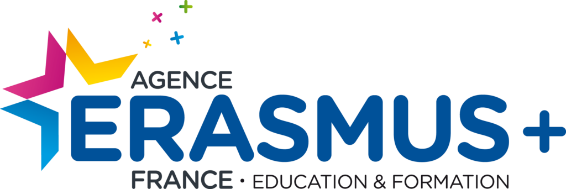 AGENCE
ERASMUS+
FRANCE • EDUCATION & FORMATION